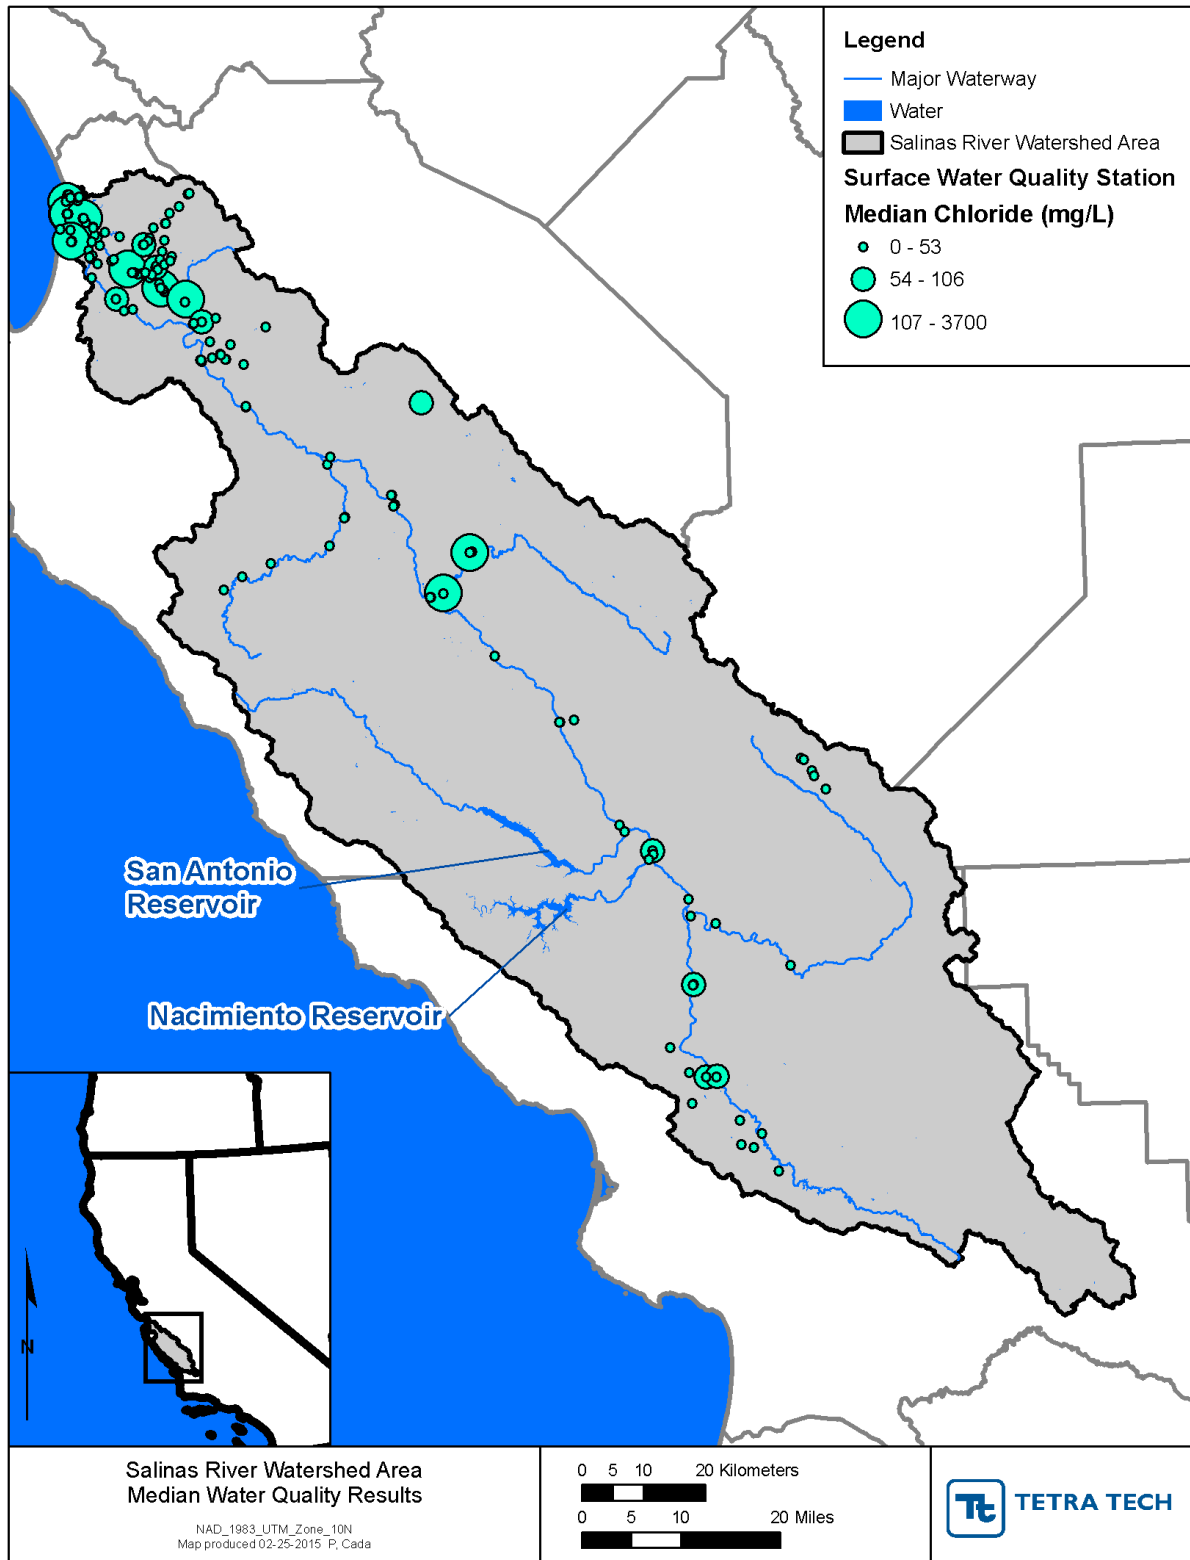 Legend
Major Waterway
Water
Salinas River Watershed Area
Surface Water Quality Station
Median Chloride (mg/L)
0 - 53
54 - 106
107 - 3700
San Antonio
Reservoir
Nacimiento Reservoir
N
Salinas River Watershed Area
Median Water Quality Results
NAD_1983_UTM_Zone_10N
Map produced 02-25-2015 P, Cada
0 5 10 20 Kilometers
0 5 10 20 Miles
Tt TETRA TECH